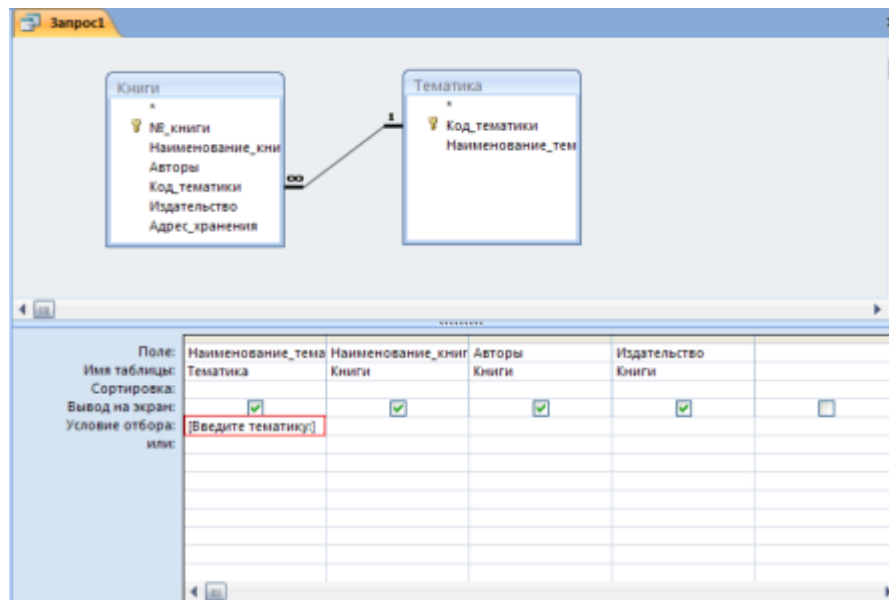 Запрос1
Книги
*
№_книги
Наименование_кни
Авторы
Код_тематики
Издательство
Адрес_хранения
∞
1
Тематика
*
Код_тематики
Наименование_тем
Поле: Наименование_тема Наименование_книг Авторы Издательство
Имя таблицы: Тематика Книги Книги Книги
Сортировка:
Вывод на экран:
Условие отбора: [Введите тематику:]
или: